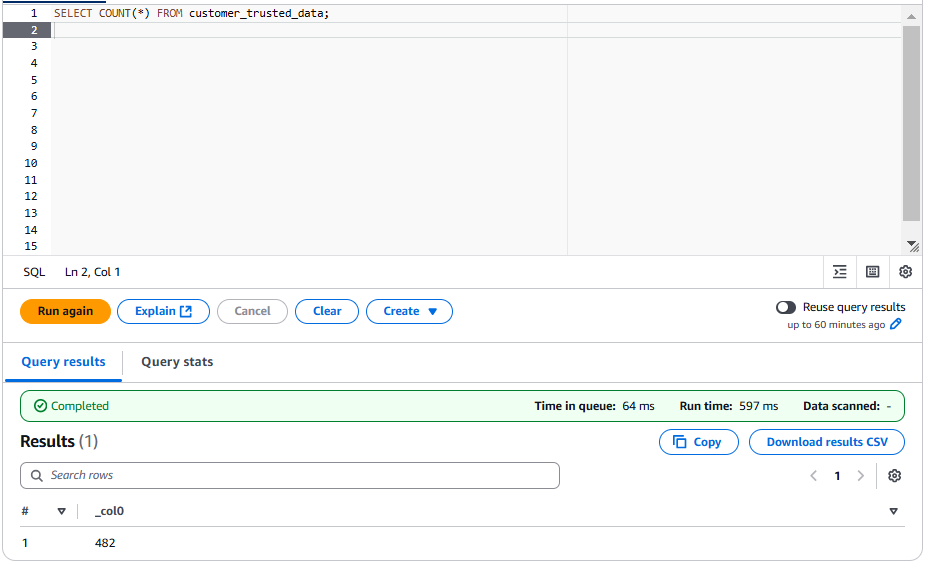 1 SELECT COUNT(*) FROM customer_trusted_data;
2
3
4
5
6
7
8
9
10
11
12
13
14
15
SQL Ln 2, Col 1
Run again Explain Cancel Clear Create Reuse query results
up to 60 minutes ago
Query results Query stats
Completed Time in queue: 64 ms Run time: 597 ms Data scanned: -
Results (1) Copy Download results CSV
Search rows 1
# _col0
1 482